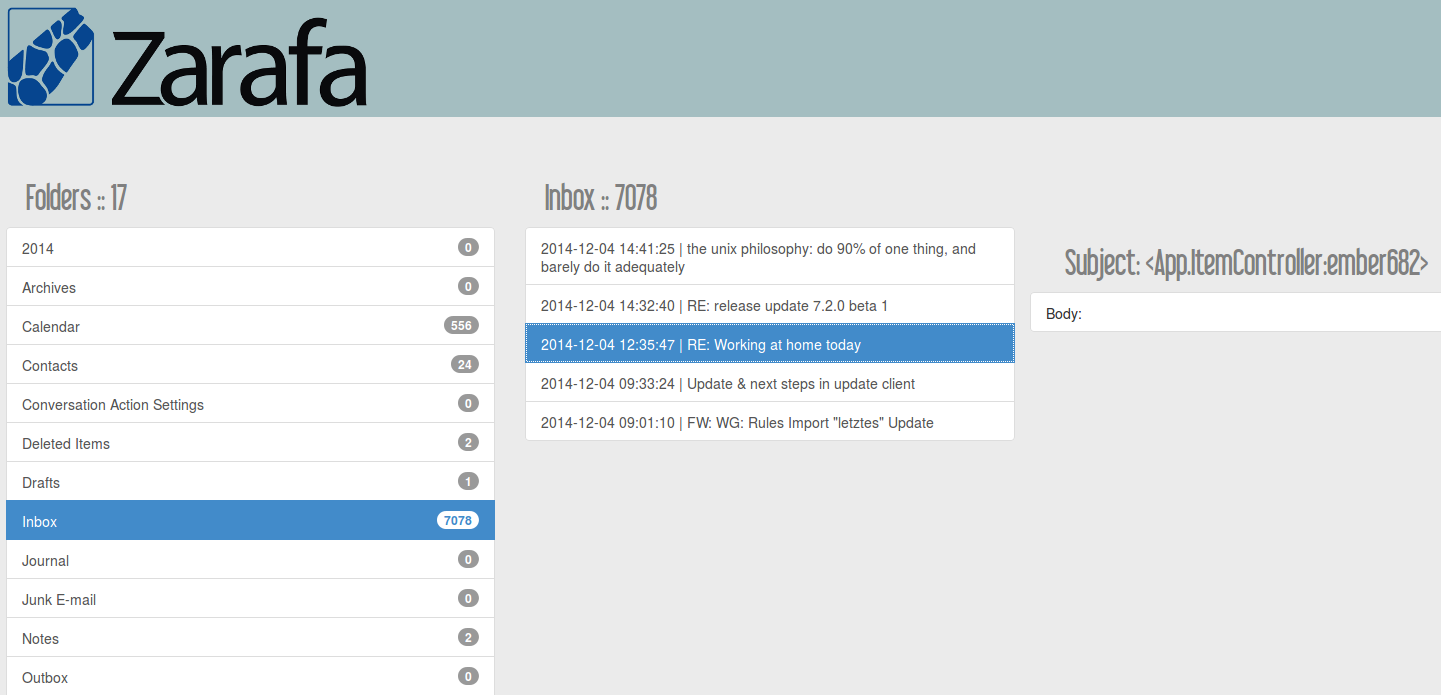 Zarafa
Folders :: 17
2014 0
Archives 0
Calendar 556
Contacts 24
Conversation Action Settings 0
Deleted Items 2
Drafts 1
Inbox 7078
Journal 0
Junk E-mail 0
Notes 2
Outbox 0
Inbox :: 7078
2014-12-04 14:41:25 | the unix philosophy: do 90% of one thing, and
barely do it adequately
2014-12-04 14:32:40 | RE: release update 7.2.0 beta 1
2014-12-04 12:35:47 | RE: Working at home today
2014-12-04 09:33:24 | Update & next steps in update client
2014-12-04 09:01:10 | FW: WG: Rules Import "letztes" Update
Subject: <App.ItemController:ember682>
Body: